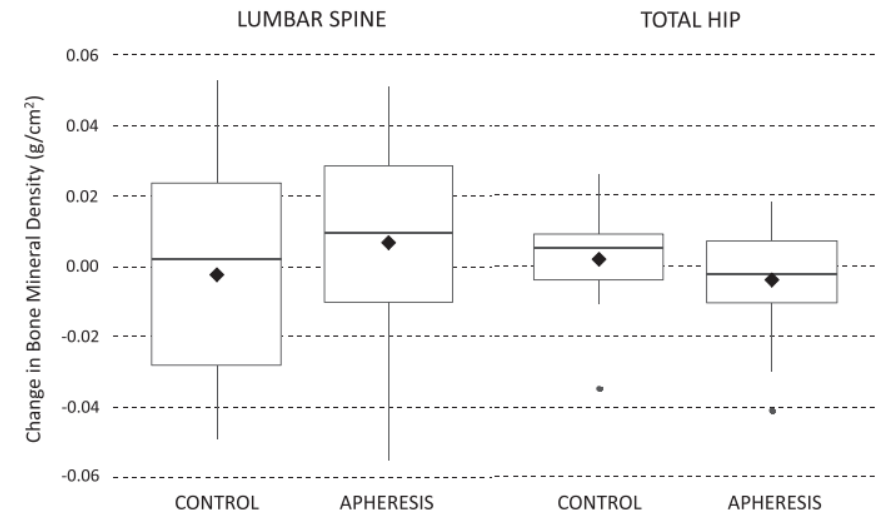 LUMBAR SPINE
TOTAL HIP
Change in Bone Mineral Density (g/cm²)
0.06
0.04
0.02
0.00
-0.02
-0.04
-0.06
CONTROL
APHERESIS
CONTROL
APHERESIS